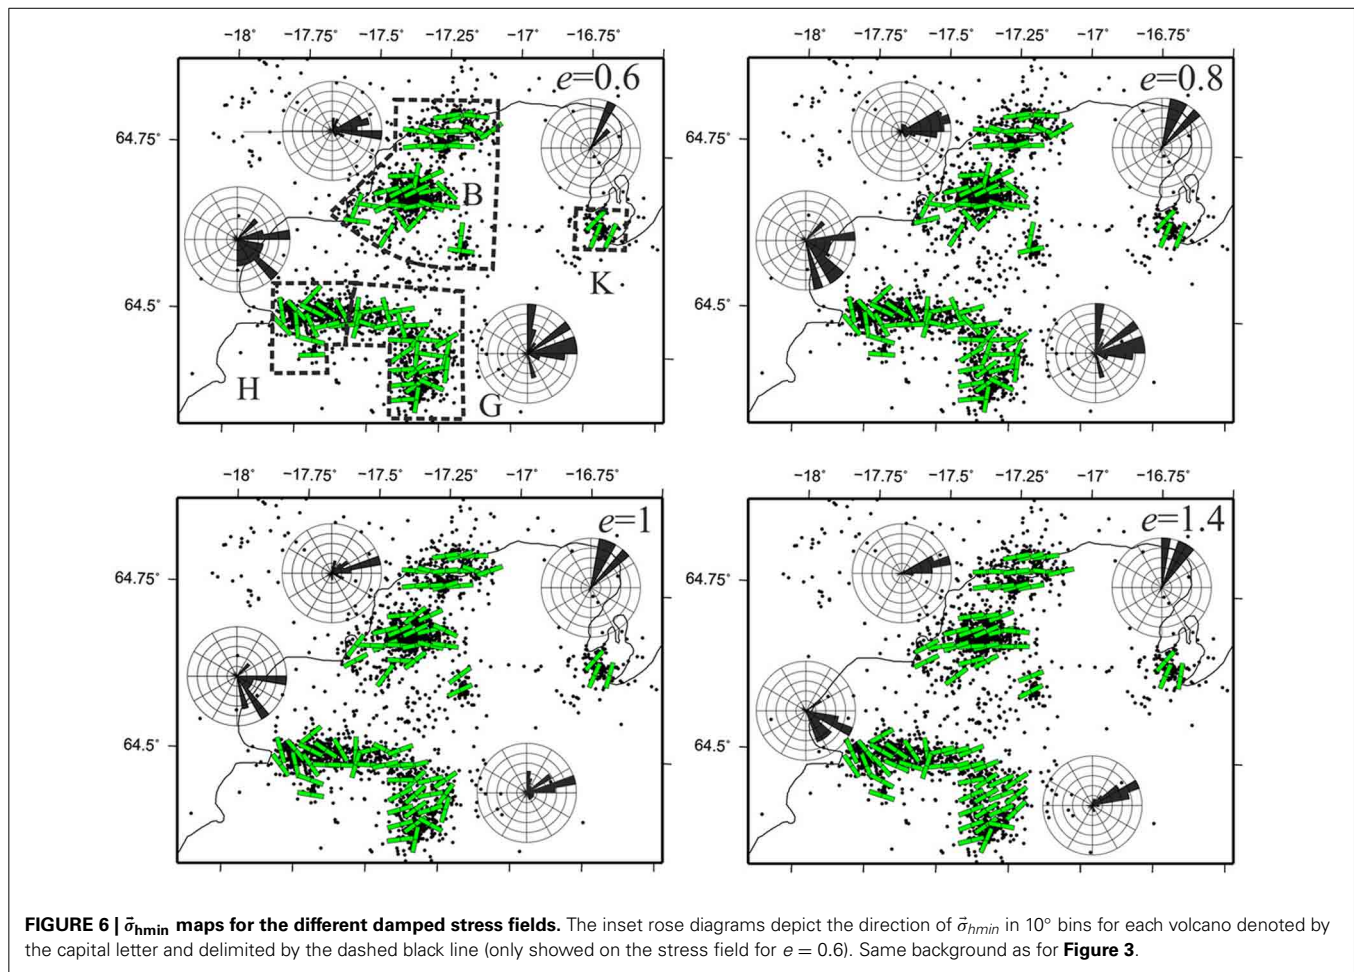 −18° −17.75° −17.5° −17.25° −17° −16.75°
e=0.6
64.75°
64.5°
B
K
H
G
−18° −17.75° −17.5° −17.25° −17° −16.75°
e=0.8
64.75°
64.5°
−18° −17.75° −17.5° −17.25° −17° −16.75°
e=1
64.75°
64.5°
−18° −17.75° −17.5° −17.25° −17° −16.75°
e=1.4
64.75°
64.5°
FIGURE 6 | σ⃗hmin maps for the different damped stress fields. The inset rose diagrams depict the direction of σ⃗hmin in 10° bins for each volcano denoted by
the capital letter and delimited by the dashed black line (only showed on the stress field for e = 0.6). Same background as for Figure 3.